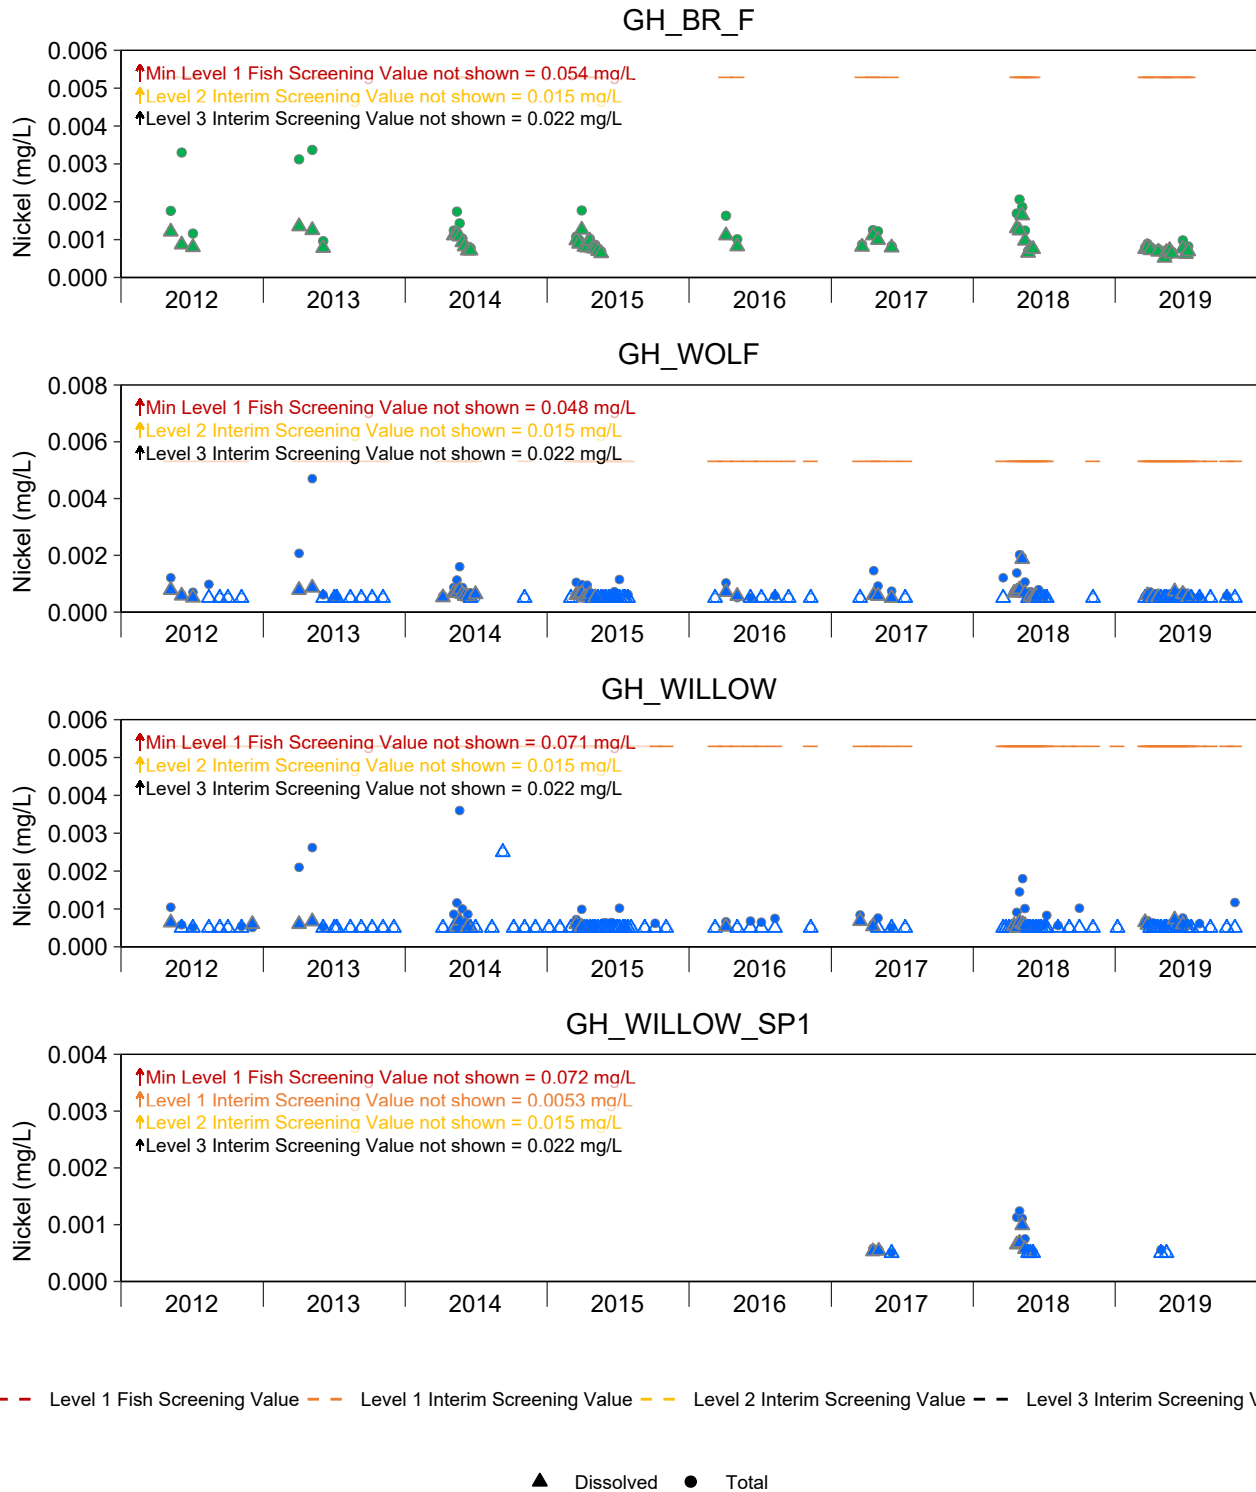 GH_BR_F
Nickel (mg/L)
0.006
0.005
0.004
0.003
0.002
0.001
0.000
Min Level 1 Fish Screening Value not shown = 0.054 mg/L
Level 2 Interim Screening Value not shown = 0.015 mg/L
Level 3 Interim Screening Value not shown = 0.022 mg/L
2012 2013 2014 2015 2016 2017 2018 2019
GH_WOLF
Nickel (mg/L)
0.008
0.006
0.004
0.002
0.000
Min Level 1 Fish Screening Value not shown = 0.048 mg/L
Level 2 Interim Screening Value not shown = 0.015 mg/L
Level 3 Interim Screening Value not shown = 0.022 mg/L
2012 2013 2014 2015 2016 2017 2018 2019
GH_WILLOW
Nickel (mg/L)
0.006
0.005
0.004
0.003
0.002
0.001
0.000
Min Level 1 Fish Screening Value not shown = 0.071 mg/L
Level 2 Interim Screening Value not shown = 0.015 mg/L
Level 3 Interim Screening Value not shown = 0.022 mg/L
2012 2013 2014 2015 2016 2017 2018 2019
GH_WILLOW_SP1
Nickel (mg/L)
0.004
0.003
0.002
0.001
0.000
Min Level 1 Fish Screening Value not shown = 0.072 mg/L
Level 1 Interim Screening Value not shown = 0.0053 mg/L
Level 2 Interim Screening Value not shown = 0.015 mg/L
Level 3 Interim Screening Value not shown = 0.022 mg/L
2012 2013 2014 2015 2016 2017 2018 2019
Level 1 Fish Screening Value Level 1 Interim Screening Value Level 2 Interim Screening Value Level 3 Interim Screening
Dissolved Total